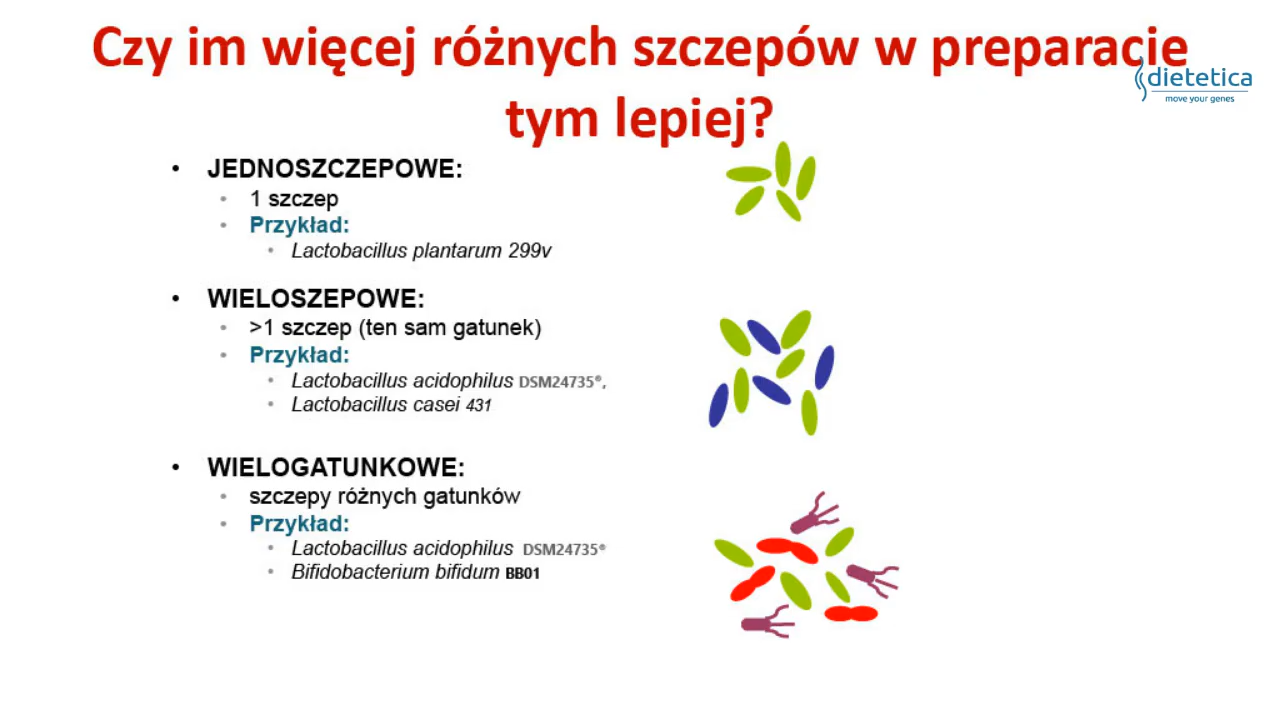 Czy im więcej różnych szczepów w preparacie
tym lepiej?
dietetica
move your genes
• JEDNOSZCZEPOWE:
• 1 szczep
• Przykład:
• Lactobacillus plantarum 299v
• WIELOSZEPOWE:
• >1 szczep (ten sam gatunek)
• Przykład:
• Lactobacillus acidophilus DSM24735®,
• Lactobacillus casei 431
• WIELOGATUNKOWE:
• szczepy różnych gatunków
• Przykład:
• Lactobacillus acidophilus DSM24735®
• Bifidobacterium bifidum BB01